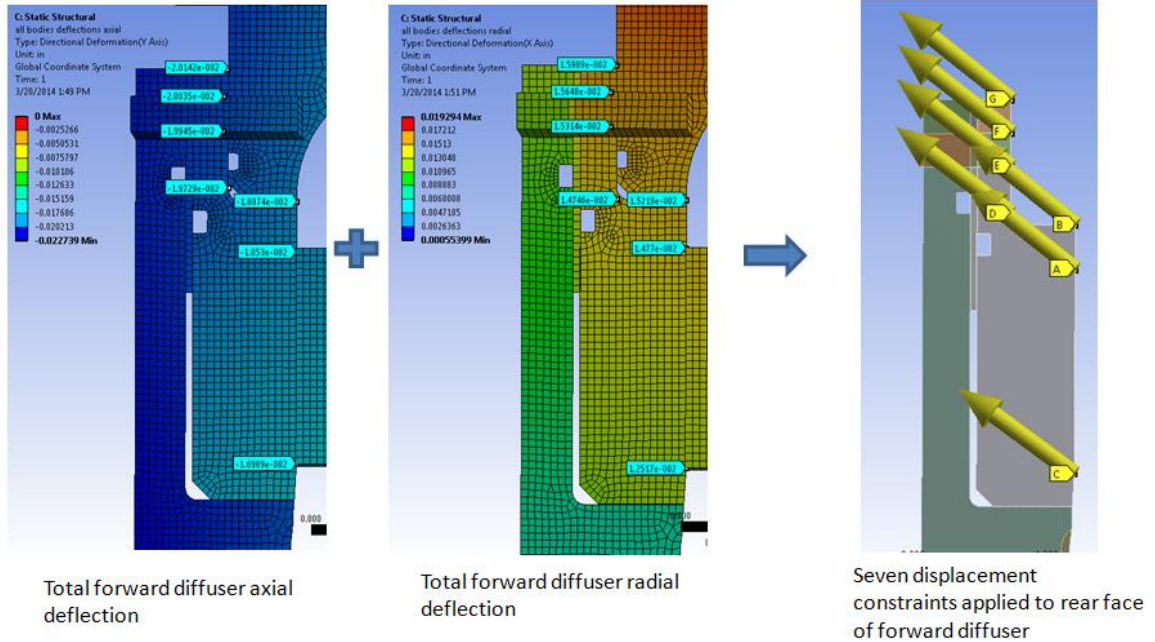 C: Static Structural
all bodies deflections axial
Type: Directional Deformation(Y Axis)
Unit: in
Global Coordinate System
Time: 1
3/20/2014 1:49 PM
0 Max
-0.0025266
-0.0050531
-0.0075797
-0.010106
-0.012633
-0.015159
-0.017686
-0.020213
-0.022739 Min
-2.0142e-002
-2.0035e-002
-1.9945e-002
-1.9729e-002
-1.8874e-002
-1.853e-002
-1.6989e-002
0.000
C: Static Structural
all bodies deflections radial
Type: Directional Deformation(X Axis)
Unit: in
Global Coordinate System
Time: 1
3/20/2014 1:51 PM
0.019294 Max
0.017212
0.01513
0.013048
0.010965
0.008883
0.0068008
0.0047185
0.0026363
0.00055399 Min
1.5989e-002
1.5648e-002
1.5314e-002
1.4746e-002
1.5219e-002
1.477e-002
1.2517e-002
G
F
E
D
B
A
C
Total forward diffuser axial
deflection
Total forward diffuser radial
deflection
Seven displacement
constraints applied to rear face
of forward diffuser